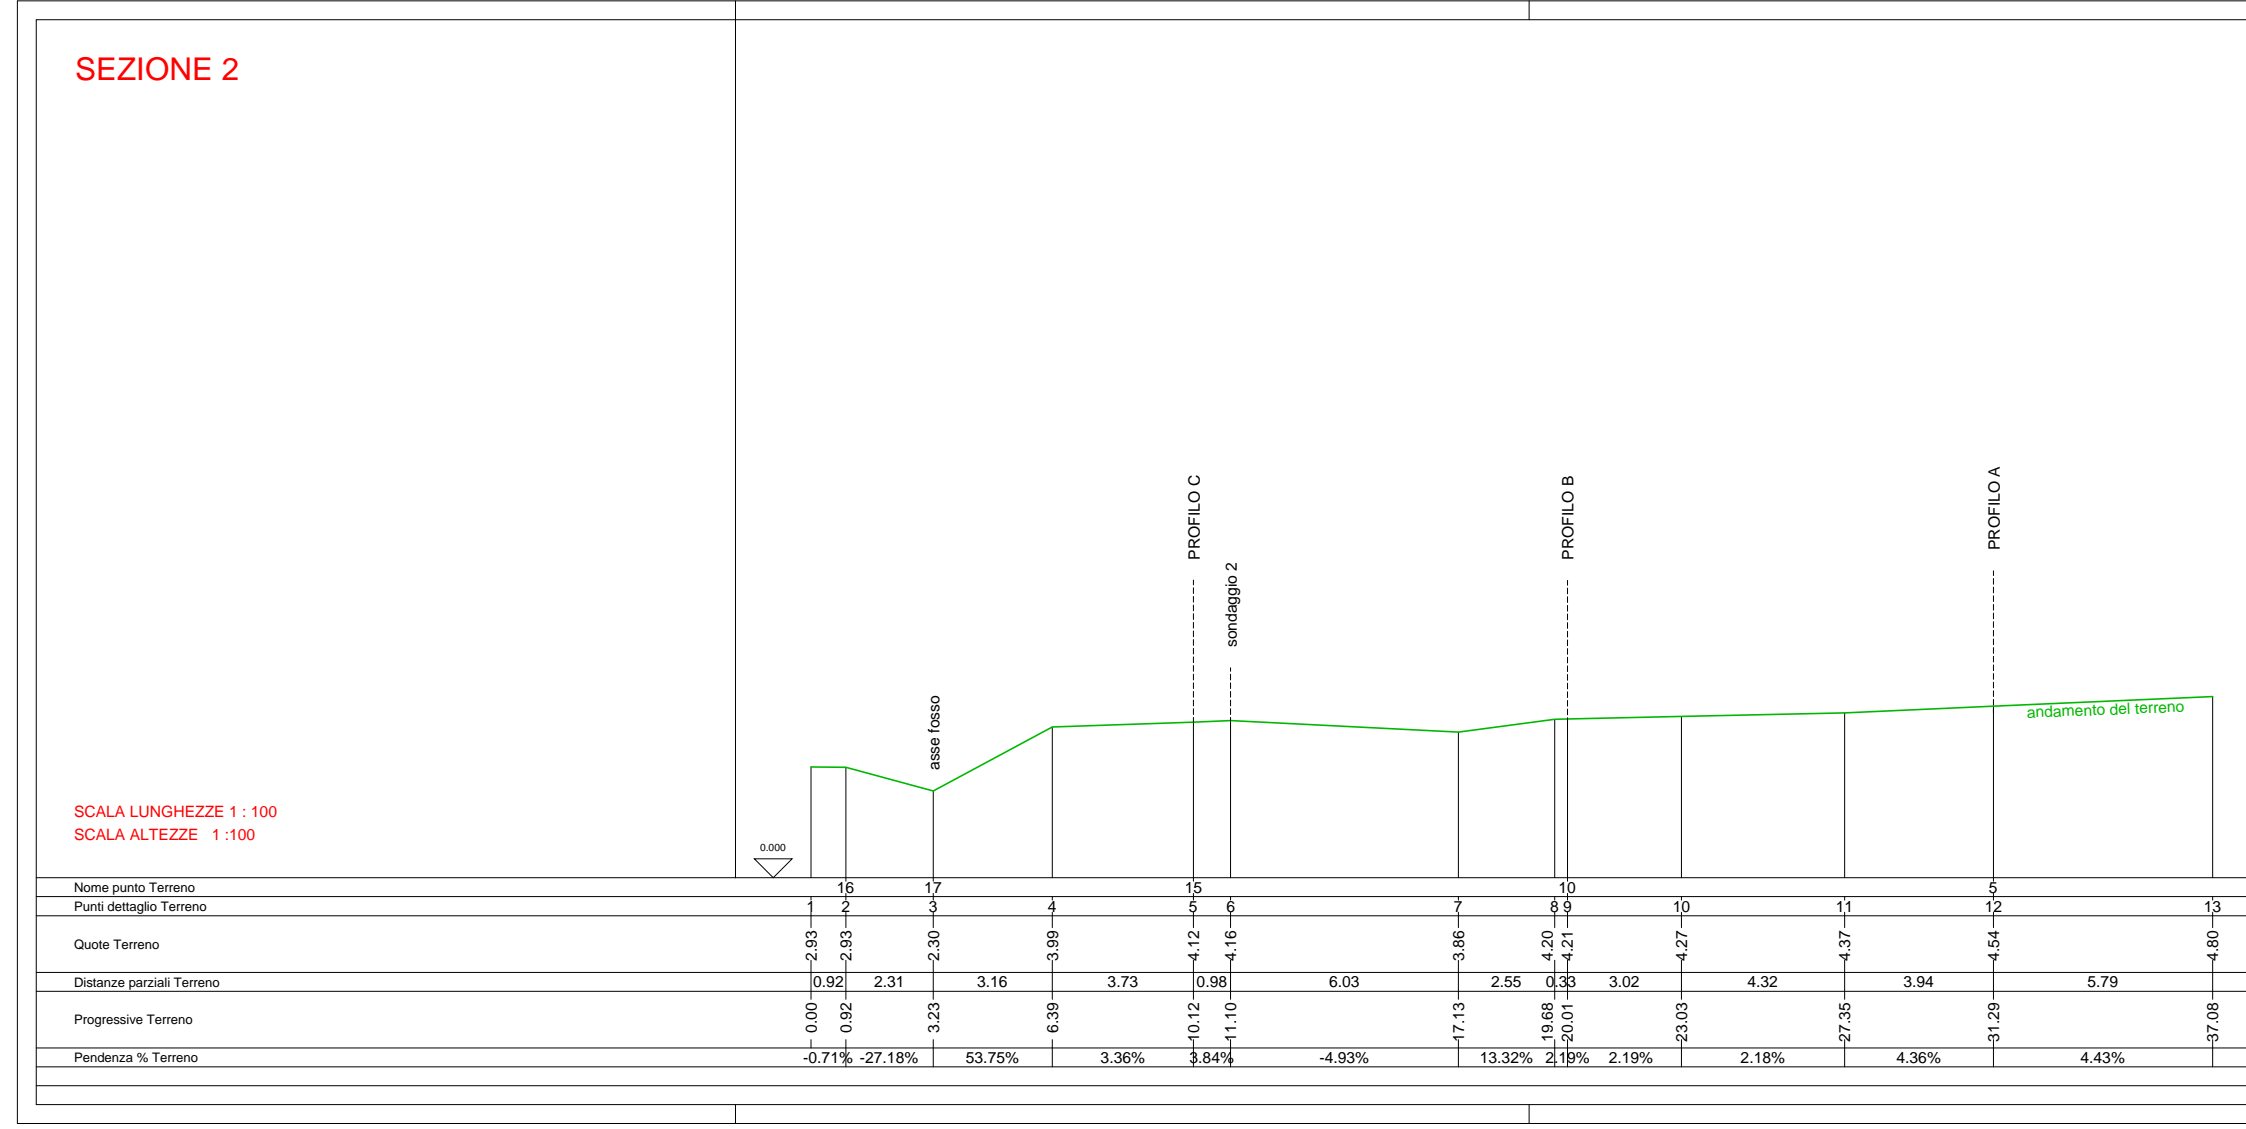 SEZIONE 2
PROFILO C
PROFILO B
PROFILO A
sondaggio 2
asse fosso
andamento del terreno
SCALA LUNGHEZZE 1 : 100
SCALA ALTEZZE 1 :100
0.000
Nome punto Terreno 16 17 15 10 5
Punti dettaglio Terreno 1 2 3 4 5 6 7 8 9 10 11 12 13
Quote Terreno 2.93 2.93 2.30 3.99 4.12 4.16 3.86 4.20 4.21 4.27 4.37 4.54 4.80
Distanze parziali Terreno 0.92 2.31 3.16 3.73 0.98 6.03 2.55 0.33 3.02 4.32 3.94 5.79
Progressive Terreno 0.00 0.92 3.23 6.39 10.12 11.10 17.13 19.68 20.01 23.03 27.35 31.29 37.08
Pendenza % Terreno -0.71% -27.18% 53.75% 3.36% 3.84% -4.93% 13.32% 2.19% 2.19% 2.18% 4.36% 4.43%